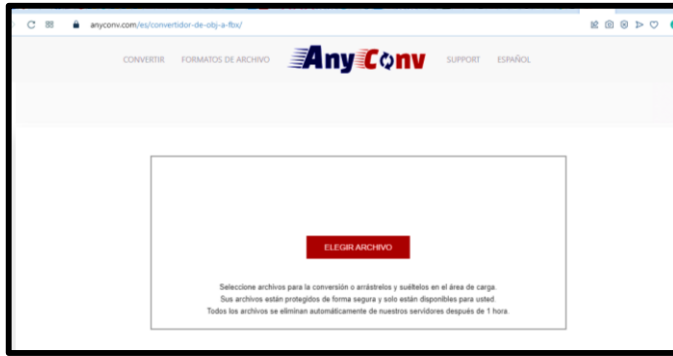 anyconv.com/es/convertidor-de-obj-a-fbx/
CONVERTIR FORMATOS DE ARCHIVO AnyConv SUPPORT ESPAÑOL
ELEGIR ARCHIVO
Seleccione archivos para la conversión o arrástrelos y suéltelos en el área de carga.
Sus archivos están protegidos de forma segura y solo están disponibles para usted.
Todos los archivos se eliminan automáticamente de nuestros servidores después de 1 hora.